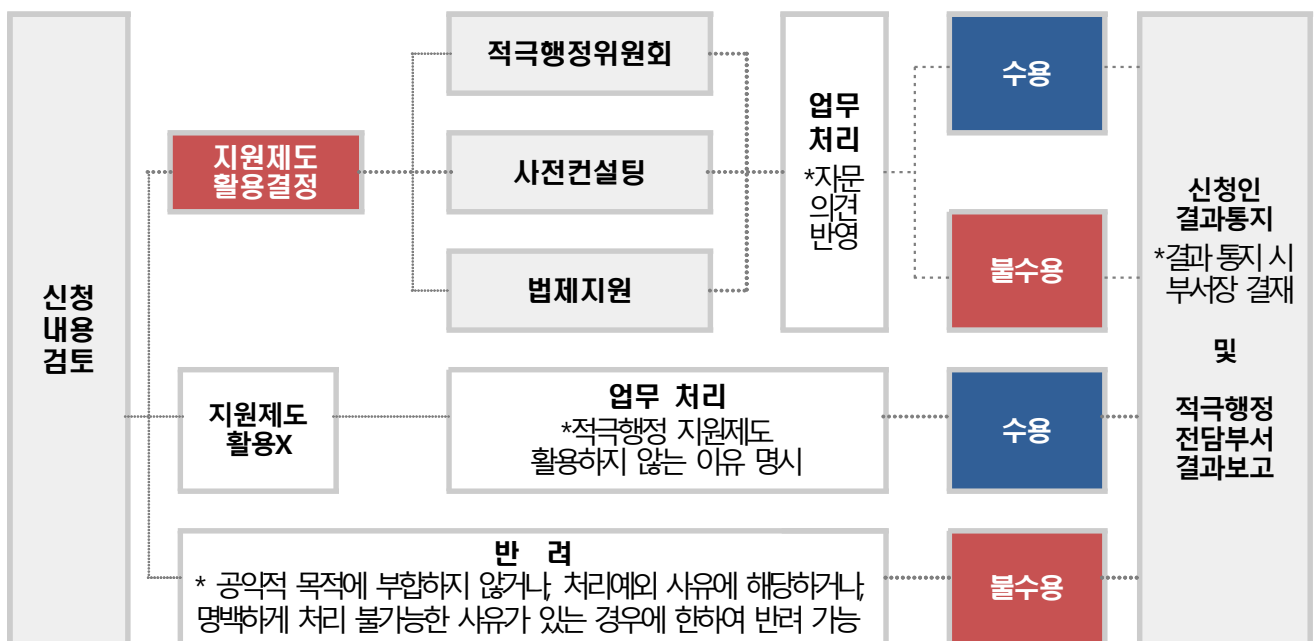 신청
내용
검토
지원제도
활용결정
적극행정위원회
사전컨설팅
법제지원
업무
처리
*자문
의견
반영
수용
불수용
지원제도
활용X
업무 처리
*적극행정 지원제도
활용하지 않는 이유 명시
수용
반 려
* 공익적 목적에 부합하지 않거나, 처리예외 사유에 해당하거나,
명백하게 처리 불가능한 사유가 있는 경우에 한하여 반려 가능
불수용
신청인
결과통지
*결과 통지 시
부서장 결재
및
적극행정
전담부서
결과보고